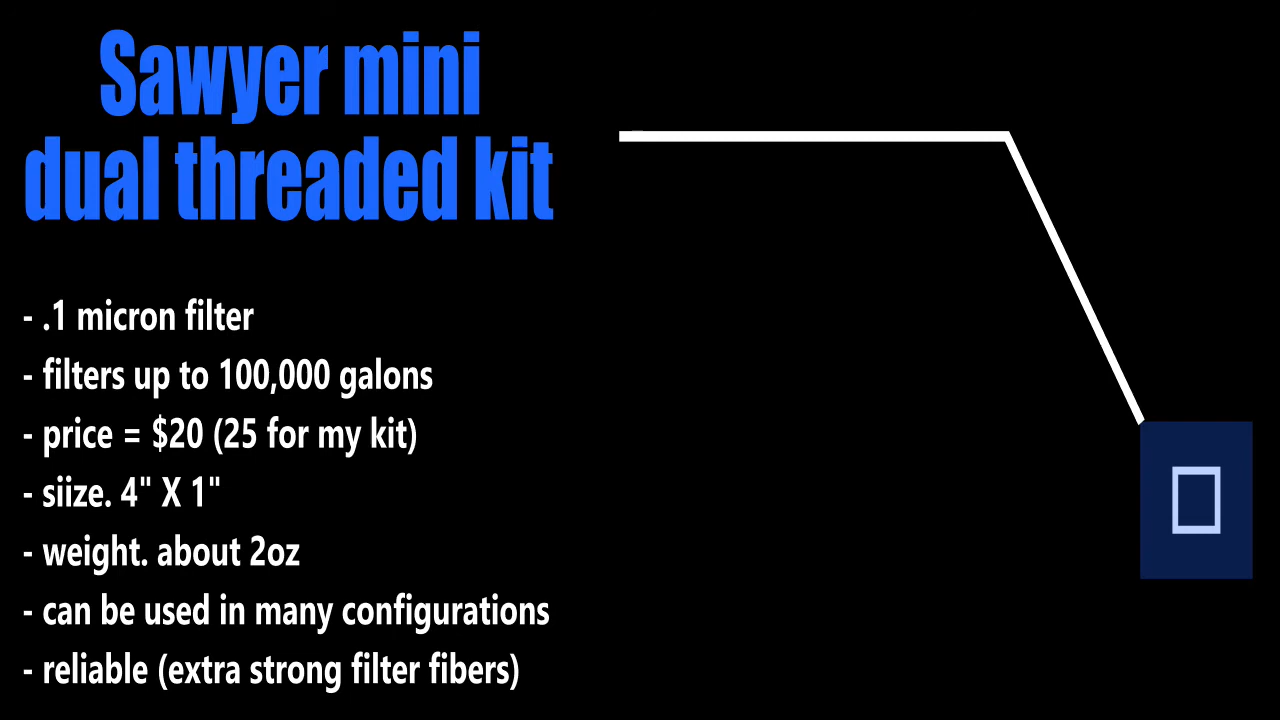 Sawyer mini
dual threaded kit
- .1 micron filter
- filters up to 100,000 galons
- price = $20 (25 for my kit)
- siize. 4" X 1"
- weight. about 2oz
- can be used in many configurations
- reliable (extra strong filter fibers)